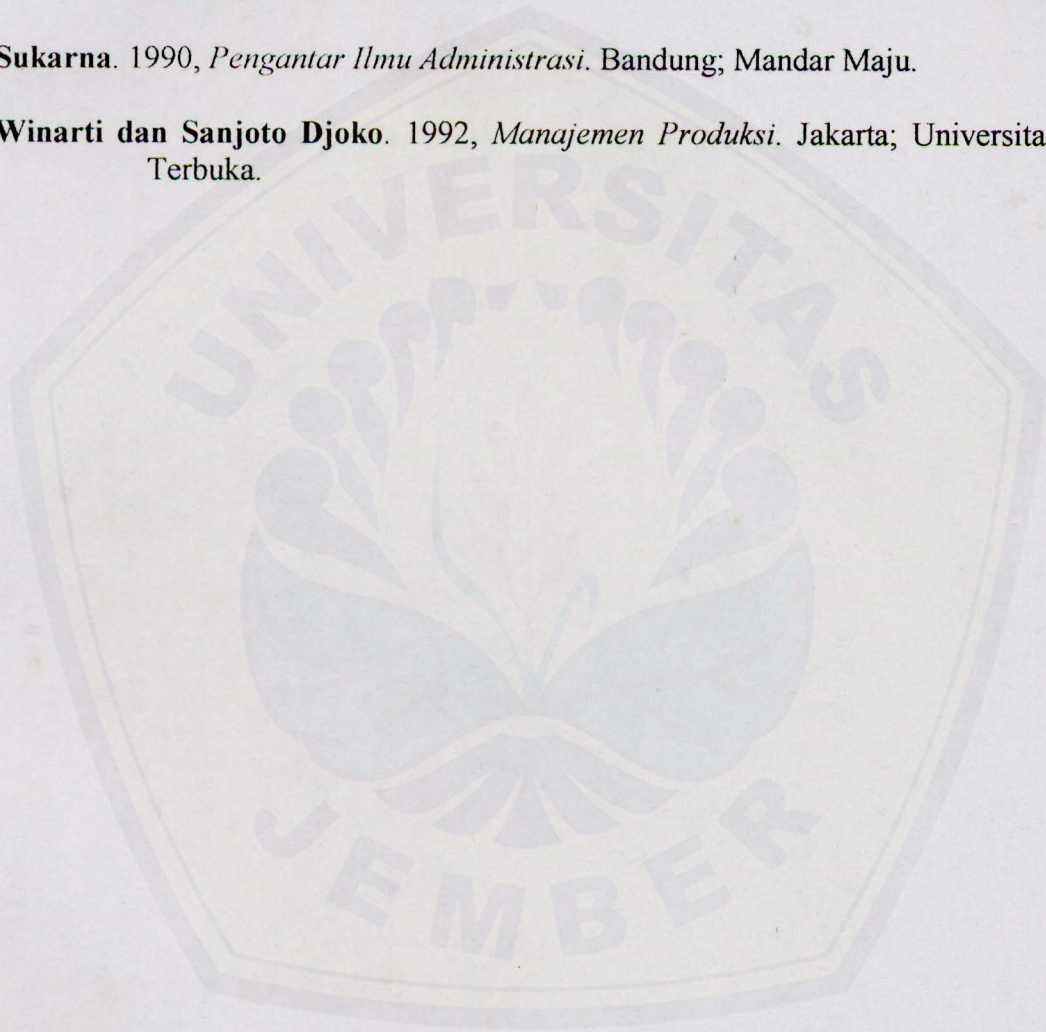 Sukarna. 1990, Pengantar Ilmu Administrasi. Bandung; Mandar Maju.
Winarti dan Sanjoto Djoko. 1992, Manajemen Produksi. Jakarta; Universita
Terbuka.
UNIVERSITAS
JEMBER